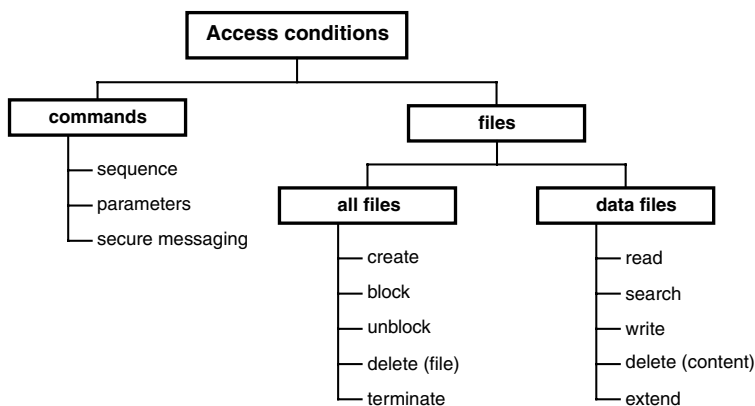 Access conditions
commands
files
sequence
parameters
secure messaging
all files
data files
create
block
unblock
delete (file)
terminate
read
search
write
delete (content)
extend